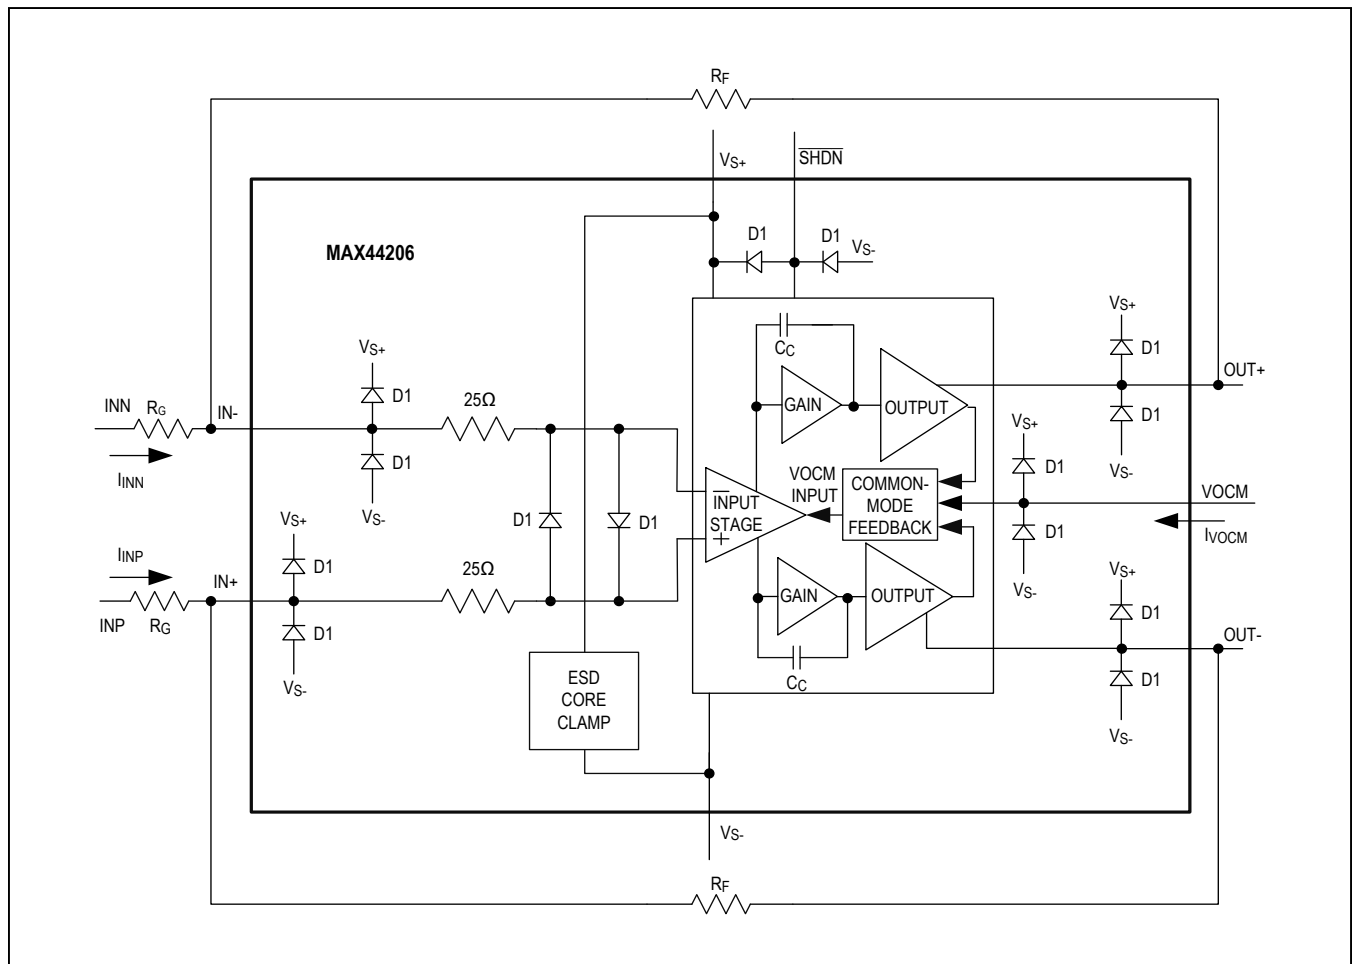 RF
VS+
SHDN
MAX44206
D1
D1
VS-
VS+
VS+
D1
CC
D1
OUT+
INN
RG
IN-
25Ω
GAIN
OUTPUT
D1
VS+
D1
IINN
D1
VS-
VOCM
INPUT
COMMON-
MODE
FEEDBACK
VOCM
VS-
INPUT
STAGE
+
D1
D1
VS+
D1
IVOCM
IINP
D1
IN+
25Ω
VS-
VS+
D1
GAIN
OUTPUT
INP
RG
D1
OUT-
VS-
CC
D1
ESD
CORE
CLAMP
VS-
VS-
RF